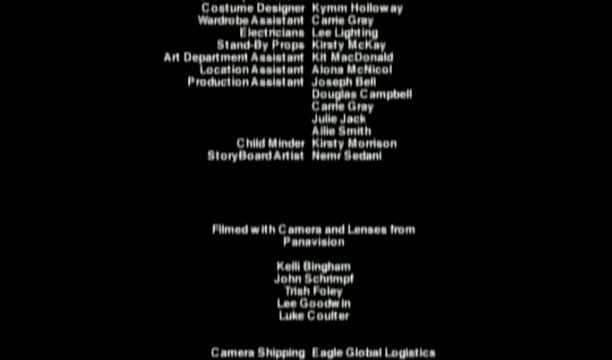 Costume Designer Kymm Holloway
Wardrobe Assistant Carrie Gray
Electricians Lee Lighting
Stand-By Props Kirsty McKay
Art Department Assistant Kit MacDonald
Location Assistant Alona McNicol
Production Assistant Joseph Bell
Douglas Campbell
Carrie Gray
Julie Jack
Allie Smith
Child Minder Kirsty Morrison
StoryBoard Artist Nemr Sedani
Filmed with Camera and Lenses from
Panavision
Kelli Bingham
John Schrimpf
Trish Foley
Lee Goodwin
Luke Coulter
Camera Shipping Eagle Global Logistics